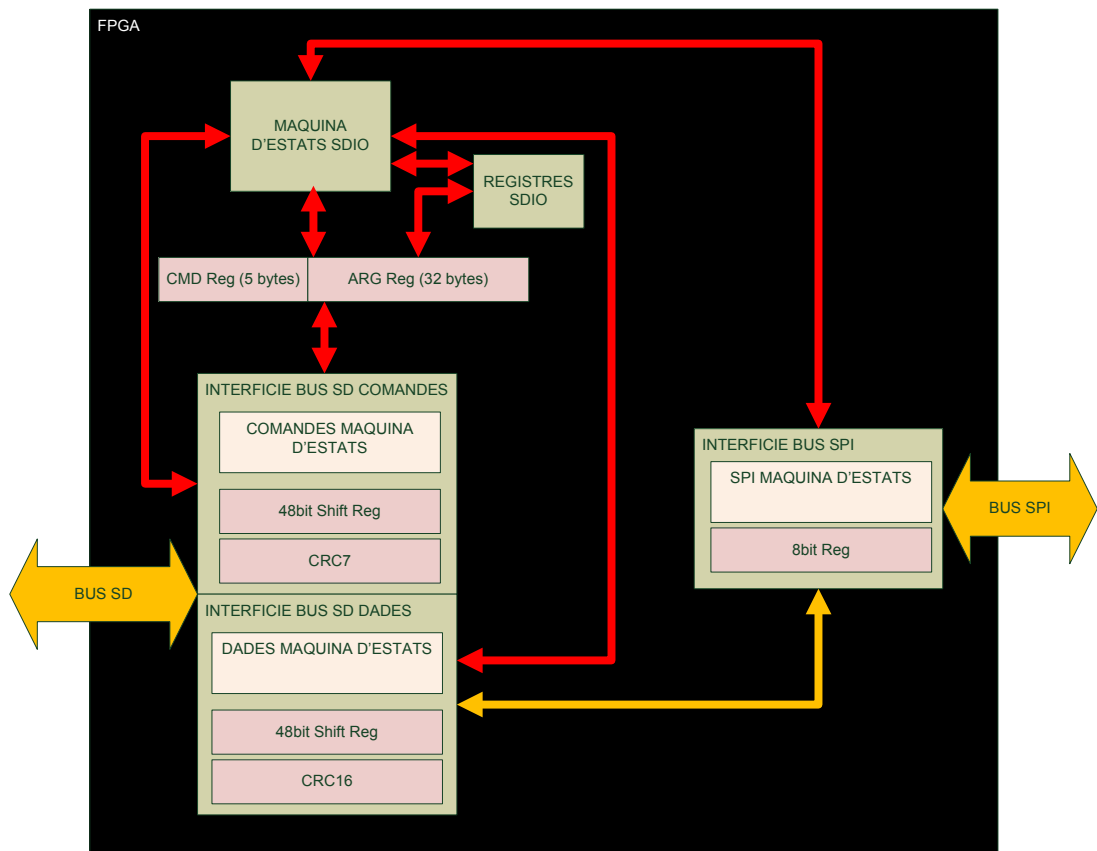 FPGA
MAQUINA
D'ESTATS SDIO
REGISTRES
SDIO
CMD Reg (5 bytes)
ARG Reg (32 bytes)
INTERFICIE BUS SD COMANDES
COMANDES MAQUINA
D'ESTATS
48bit Shift Reg
CRC7
INTERFICIE BUS SPI
SPI MAQUINA D'ESTATS
8bit Reg
BUS SPI
BUS SD
INTERFICIE BUS SD DADES
DADES MAQUINA D'ESTATS
48bit Shift Reg
CRC16